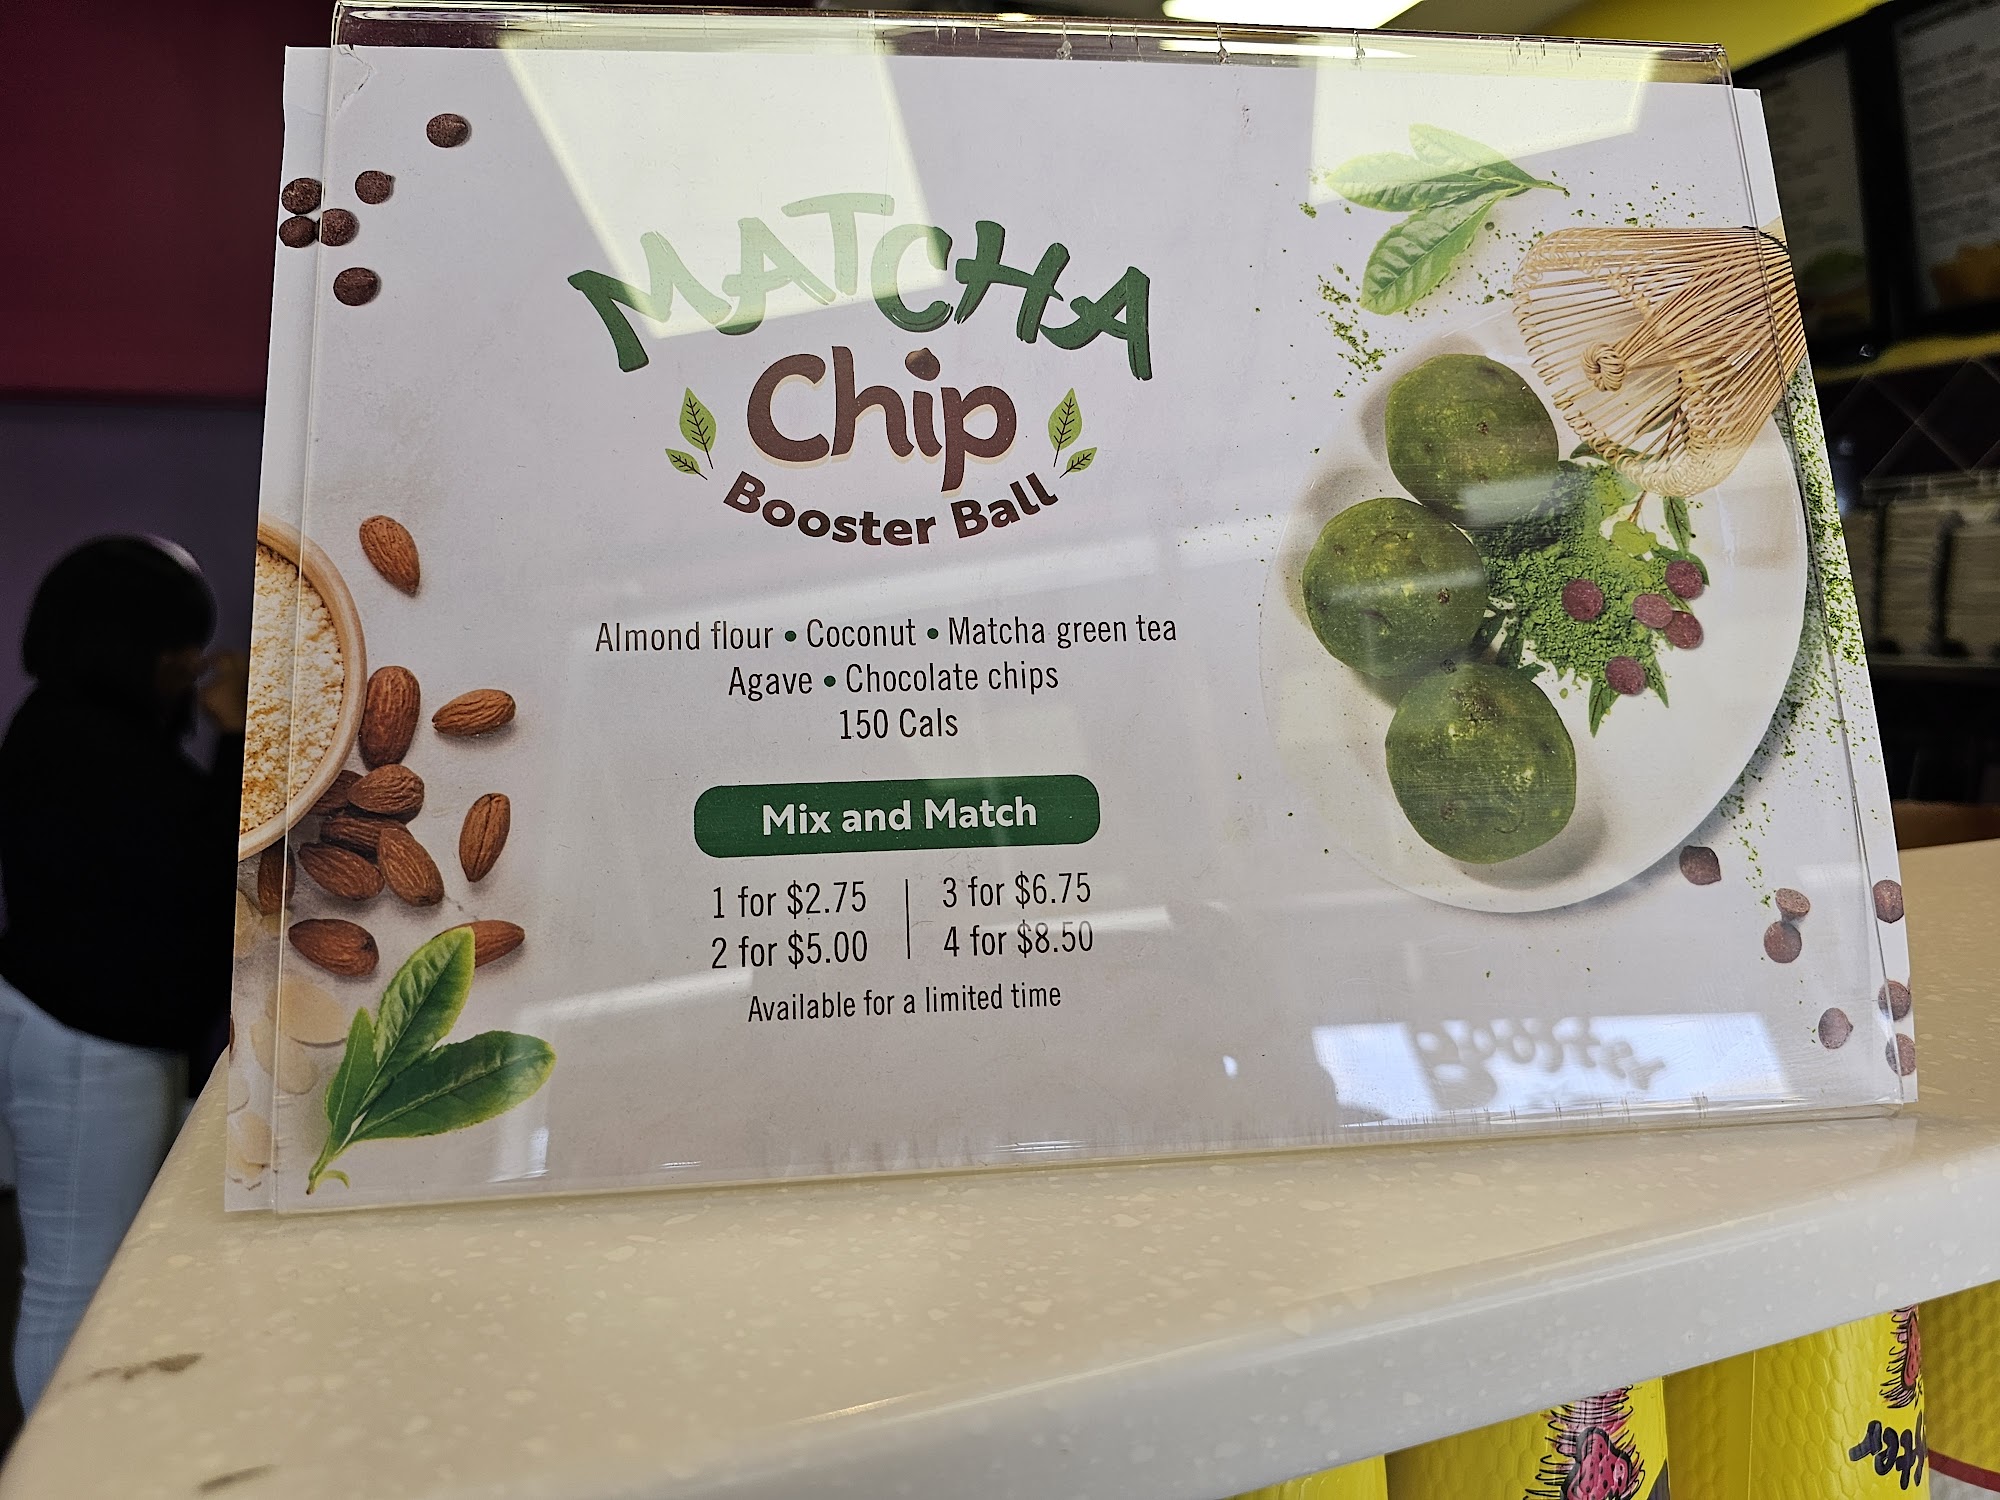 MATCHA
Chip
Booster Ball
Almond flour • Coconut • Matcha green tea
Agave • Chocolate chips
150 Cals
Mix and Match
1 for $2.75 | 3 for $6.75
2 for $5.00 | 4 for $8.50
Available for a limited time
Booster